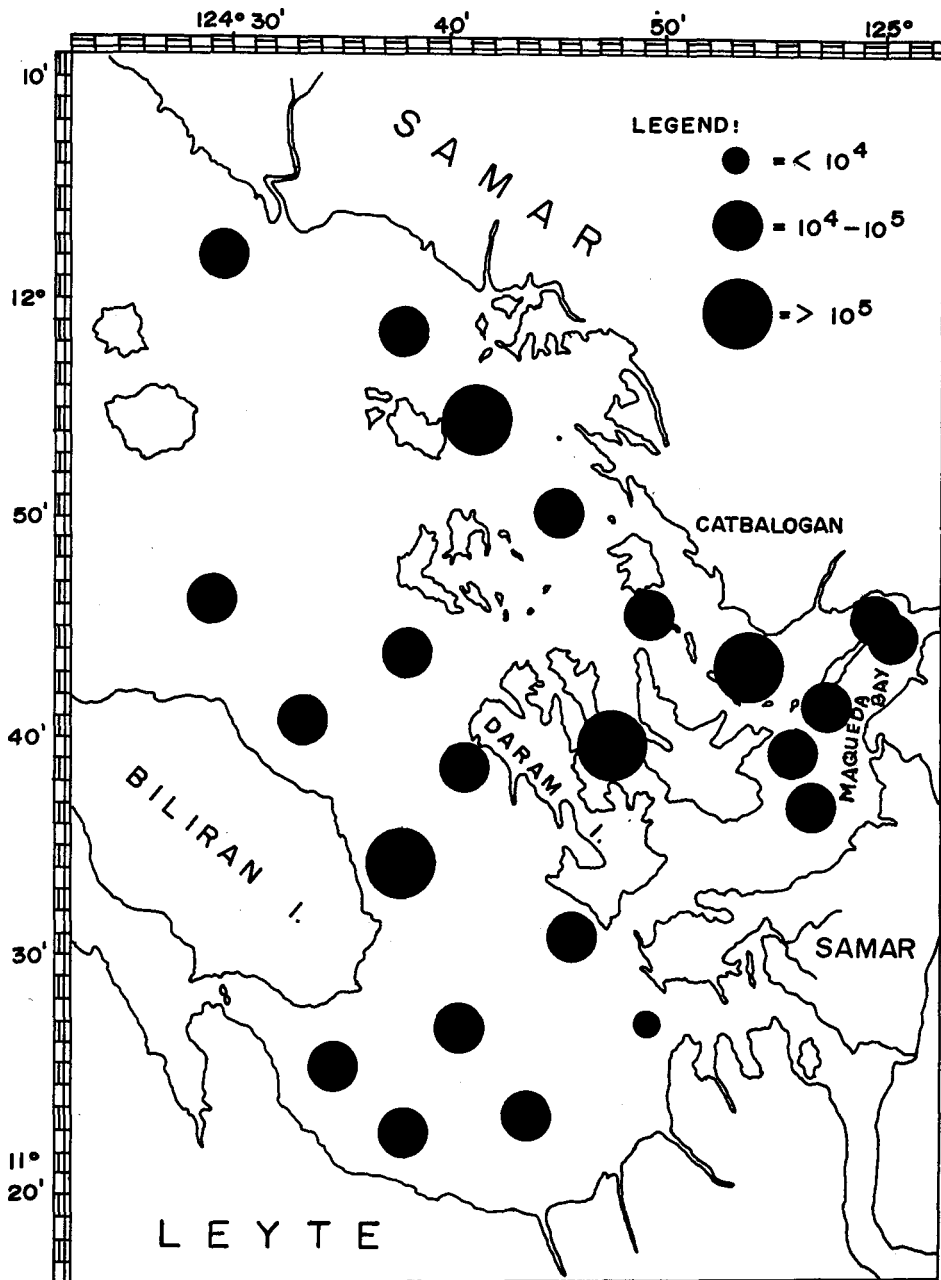 124° 30' 40' 50' 125°
10'
12°
50'
40'
30'
11°
20'
SAMAR
LEGEND:
= < 10⁴
= 10⁴ – 10⁵
= > 10⁵
CATBALOGAN
MAQUEDA
BAY
DARAM
I.
BILIRAN
I.
SAMAR
LEYTE